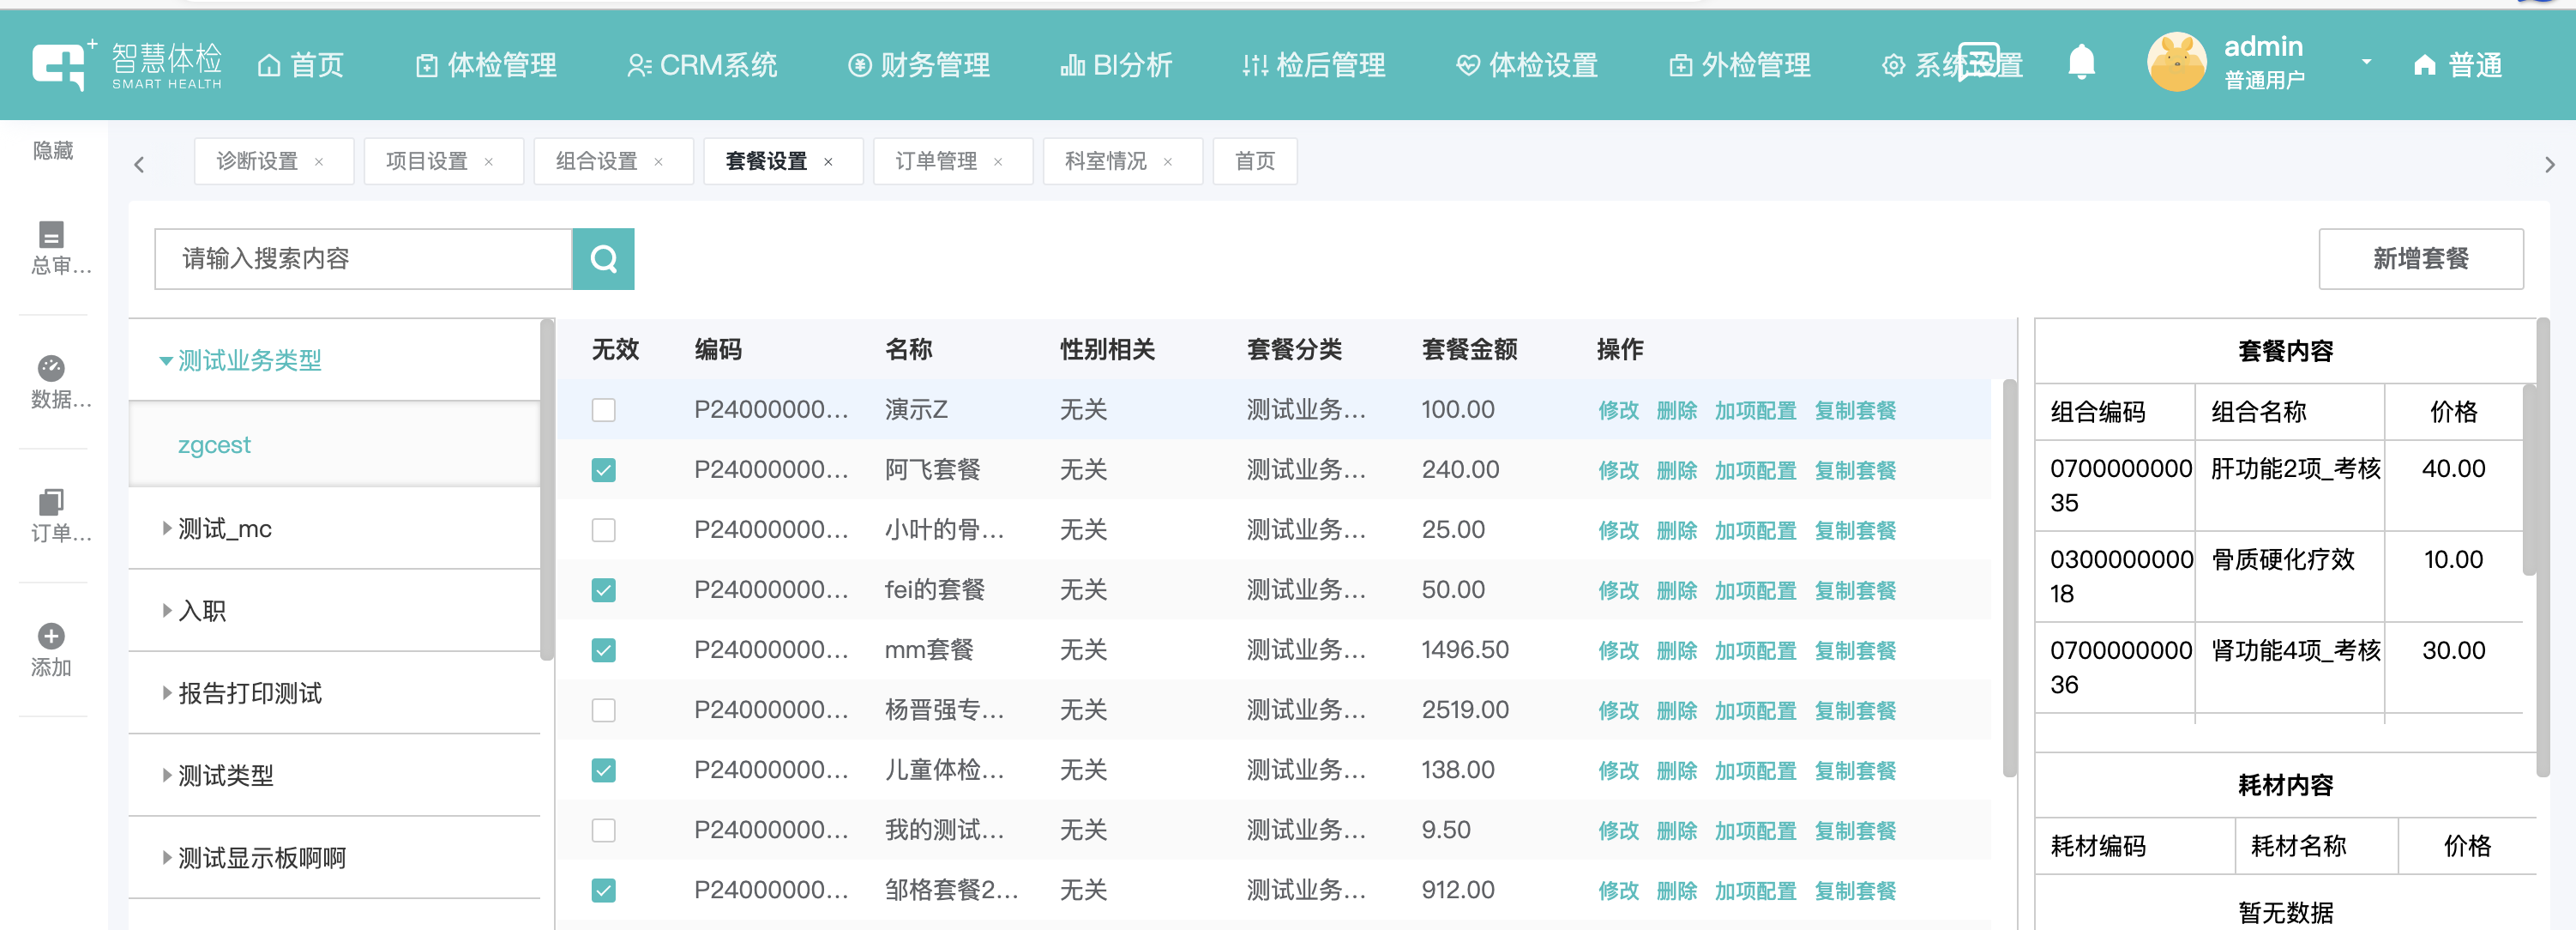 智慧体检
SMART HEALTH
首页 体检管理 CRM系统 财务管理 BI分析 检后管理 体检设置 外检管理 系统设置
admin
普通用户
普通
隐藏
诊断设置 × 项目设置 × 组合设置 × 套餐设置 × 订单管理 × 科室情况 × 首页
总审...
数据...
订单...
添加
请输入搜索内容
新增套餐
测试业务类型
zgcest
测试_mc
入职
报告打印测试
测试类型
测试显示板啊啊
无效 编码 名称 性别相关 套餐分类 套餐金额 操作
P24000000... 演示Z 无关 测试业务... 100.00 修改 删除 加项配置 复制套餐
P24000000... 阿飞套餐 无关 测试业务... 240.00 修改 删除 加项配置 复制套餐
P24000000... 小叶的骨... 无关 测试业务... 25.00 修改 删除 加项配置 复制套餐
P24000000... fei的套餐 无关 测试业务... 50.00 修改 删除 加项配置 复制套餐
P24000000... mm套餐 无关 测试业务... 1496.50 修改 删除 加项配置 复制套餐
P24000000... 杨晋强专... 无关 测试业务... 2519.00 修改 删除 加项配置 复制套餐
P24000000... 儿童体检... 无关 测试业务... 138.00 修改 删除 加项配置 复制套餐
P24000000... 我的测试... 无关 测试业务... 9.50 修改 删除 加项配置 复制套餐
P24000000... 邹格套餐2... 无关 测试业务... 912.00 修改 删除 加项配置 复制套餐
套餐内容
组合编码 组合名称 价格
0700000000 肝功能2项_考核 40.00
35
0300000000 骨质硬化疗效 10.00
18
0700000000 肾功能4项_考核 30.00
36
耗材内容
耗材编码 耗材名称 价格
暂无数据